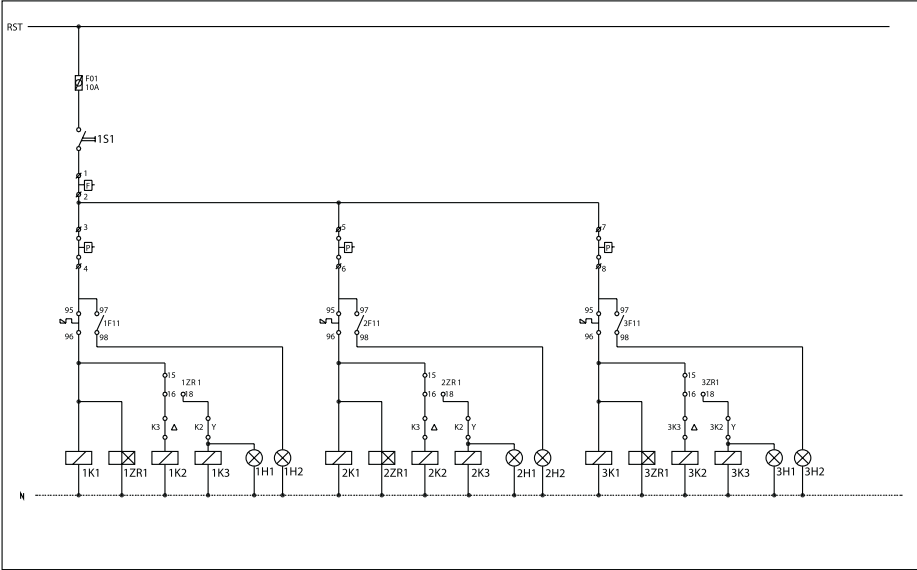 RST
F01
10A
1S1
1
F
2
3 5 7
P P P
4 6 8
95 97 95 97 95 97
1F11 2F11 3F11
96 98 96 98 96 98
15 15 15
1ZR1 2ZR1 3ZR1
16 18 16 18 16 18
K3 Δ K2 Y K3 Δ K2 Y 3K3 Δ 3K2 Y
1K1 1ZR1 1K2 1K3 1H1 1H2 2K1 2ZR1 2K2 2K3 2H1 2H2 3K1 3ZR1 3K2 3K3 3H1 3H2
N